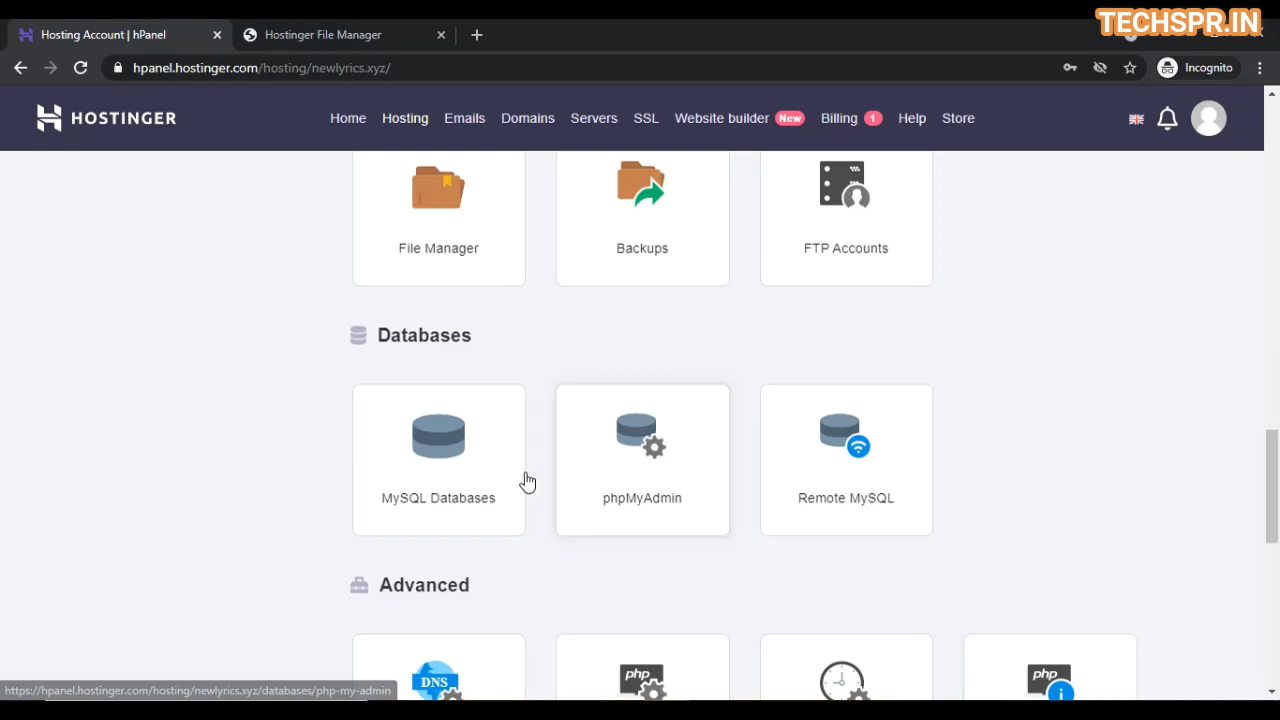 TECHSPR.IN
Hosting Account | hPanel
Hostinger File Manager
hpanel.hostinger.com/hosting/newlyrics.xyz/
Incognito
HOSTINGER
Home Hosting Emails Domains Servers SSL Website builder New Billing 1 Help Store
File Manager Backups FTP Accounts
Databases
MySQL Databases phpMyAdmin Remote MySQL
Advanced
DNS php php
https://hpanel.hostinger.com/hosting/newlyrics.xyz/databases/php-my-admin